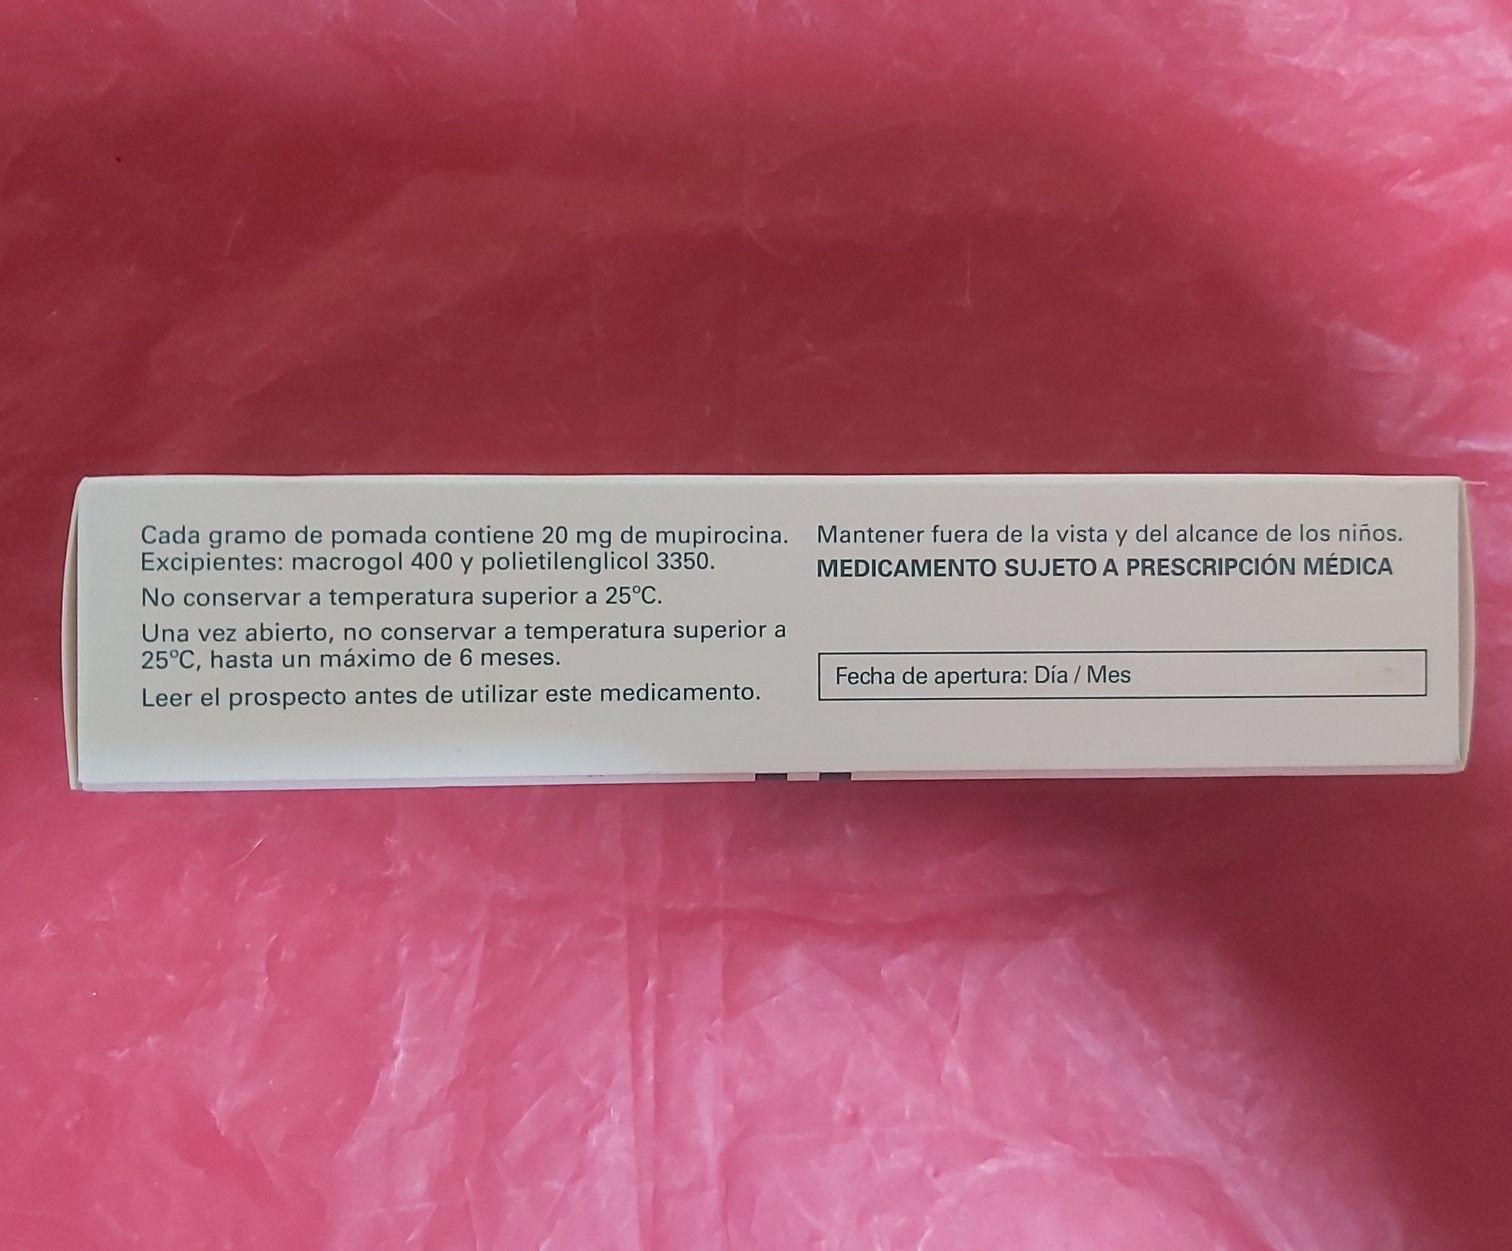 Cada gramo de pomada contiene 20 mg de mupirocina.
Excipientes: macrogol 400 y polietilenglicol 3350.
No conservar a temperatura superior a 25ºC.
Una vez abierto, no conservar a temperatura superior a
25ºC, hasta un máximo de 6 meses.
Leer el prospecto antes de utilizar este medicamento.
Mantener fuera de la vista y del alcance de los niños.
MEDICAMENTO SUJETO A PRESCRIPCIÓN MÉDICA
Fecha de apertura: Día / Mes